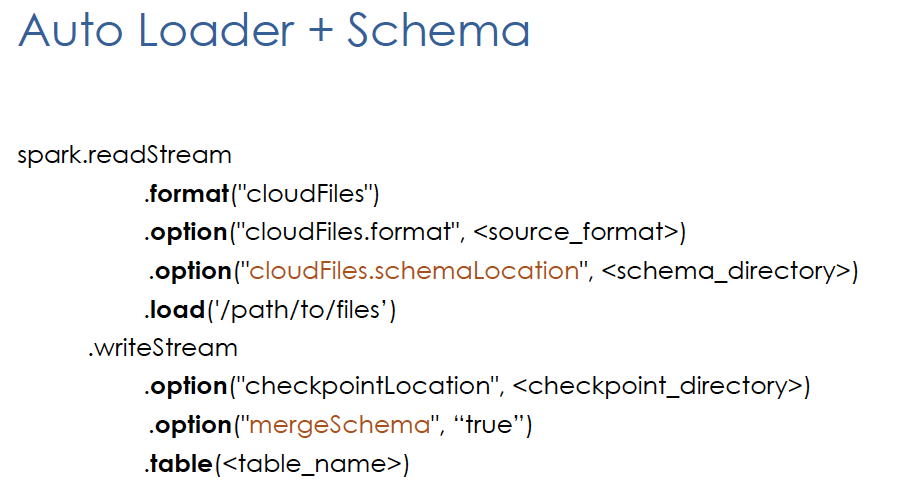 Auto Loader + Schema
spark.readStream
.format("cloudFiles")
.option("cloudFiles.format", <source_format>)
.option("cloudFiles.schemaLocation", <schema_directory>)
.load('/path/to/files’)
.writeStream
.option("checkpointLocation", <checkpoint_directory>)
.option("mergeSchema", “true”)
.table(<table_name>)